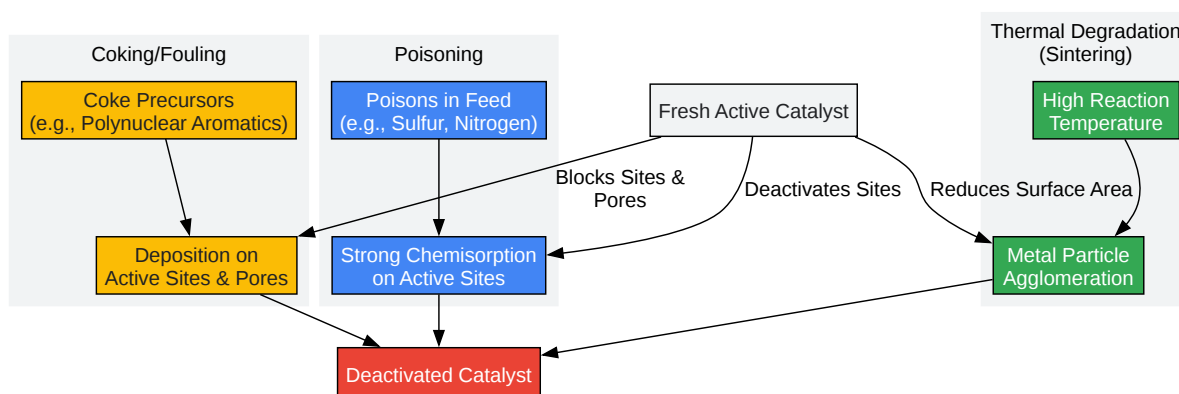 Coking/Fouling
Coke Precursors
(e.g., Polynuclear Aromatics)
Deposition on
Active Sites & Pores
Poisoning
Poisons in Feed
(e.g., Sulfur, Nitrogen)
Strong Chemisorption
on Active Sites
Fresh Active Catalyst
Blocks Sites &
Pores
Deactivates Sites
Reduces Surface Area
Thermal Degradation
(Sintering)
High Reaction
Temperature
Metal Particle
Agglomeration
Deactivated Catalyst